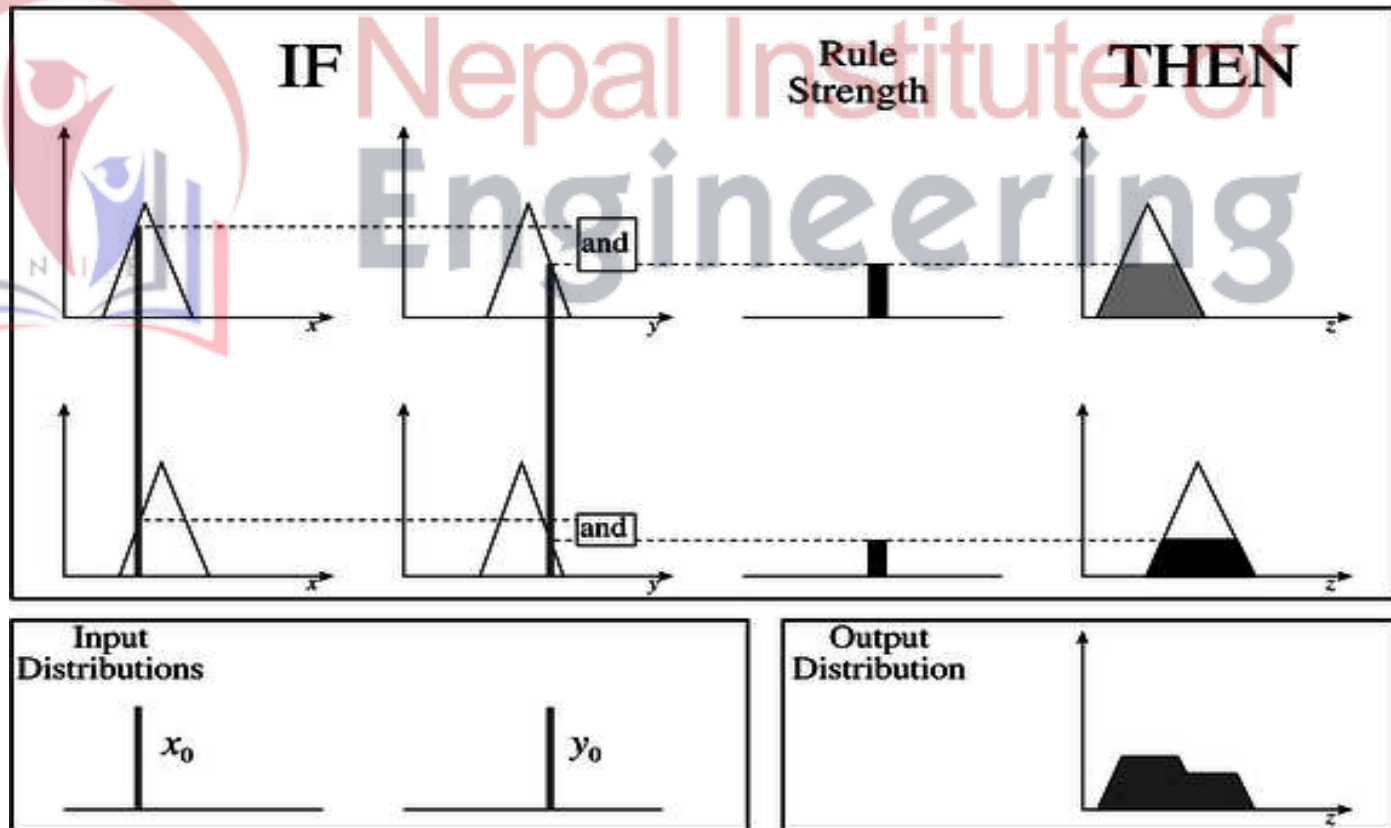 Nepal Institute of
Engineering
N I E
IF
Rule
Strength
THEN
and
x
y
z
and
x
y
z
Input
Distributions
x₀
y₀
Output
Distribution
z